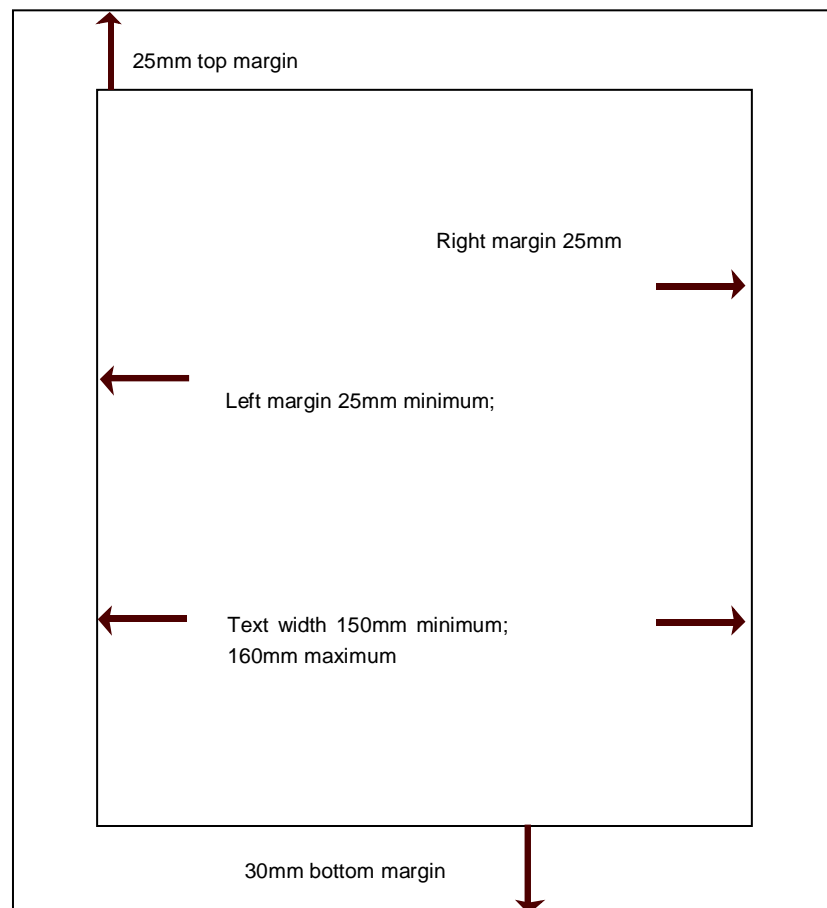 25mm top margin
Right margin 25mm
Left margin 25mm minimum;
Text width 150mm minimum;
160mm maximum
30mm bottom margin